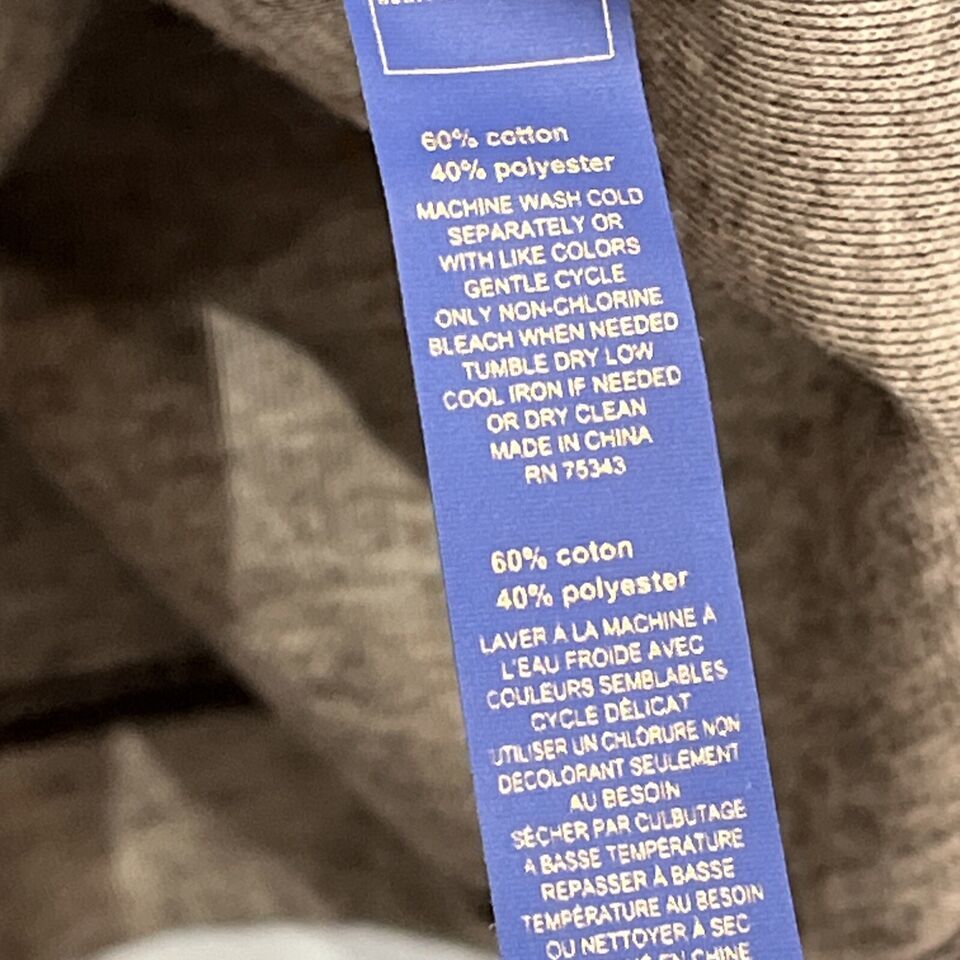 60% cotton
40% polyester
MACHINE WASH COLD
SEPARATELY OR
WITH LIKE COLORS
GENTLE CYCLE
ONLY NON-CHLORINE
BLEACH WHEN NEEDED
TUMBLE DRY LOW
COOL IRON IF NEEDED
OR DRY CLEAN
MADE IN CHINA
RN 75343
60% coton
40% polyester
LAVER À LA MACHINE À
L'EAU FROIDE AVEC
COULEURS SEMBLABLES
CYCLE DÉLICAT
UTILISER UN CHLORURE NON
DECOLORANT SEULEMENT
AU BESOIN
SÉCHER PAR CULBUTAGE
A BASSE TEMPERATURE
REPASSER À BASSE
TEMPÉRATURE AU BESOIN
OU NETTOYER À SEC
EN CHINE